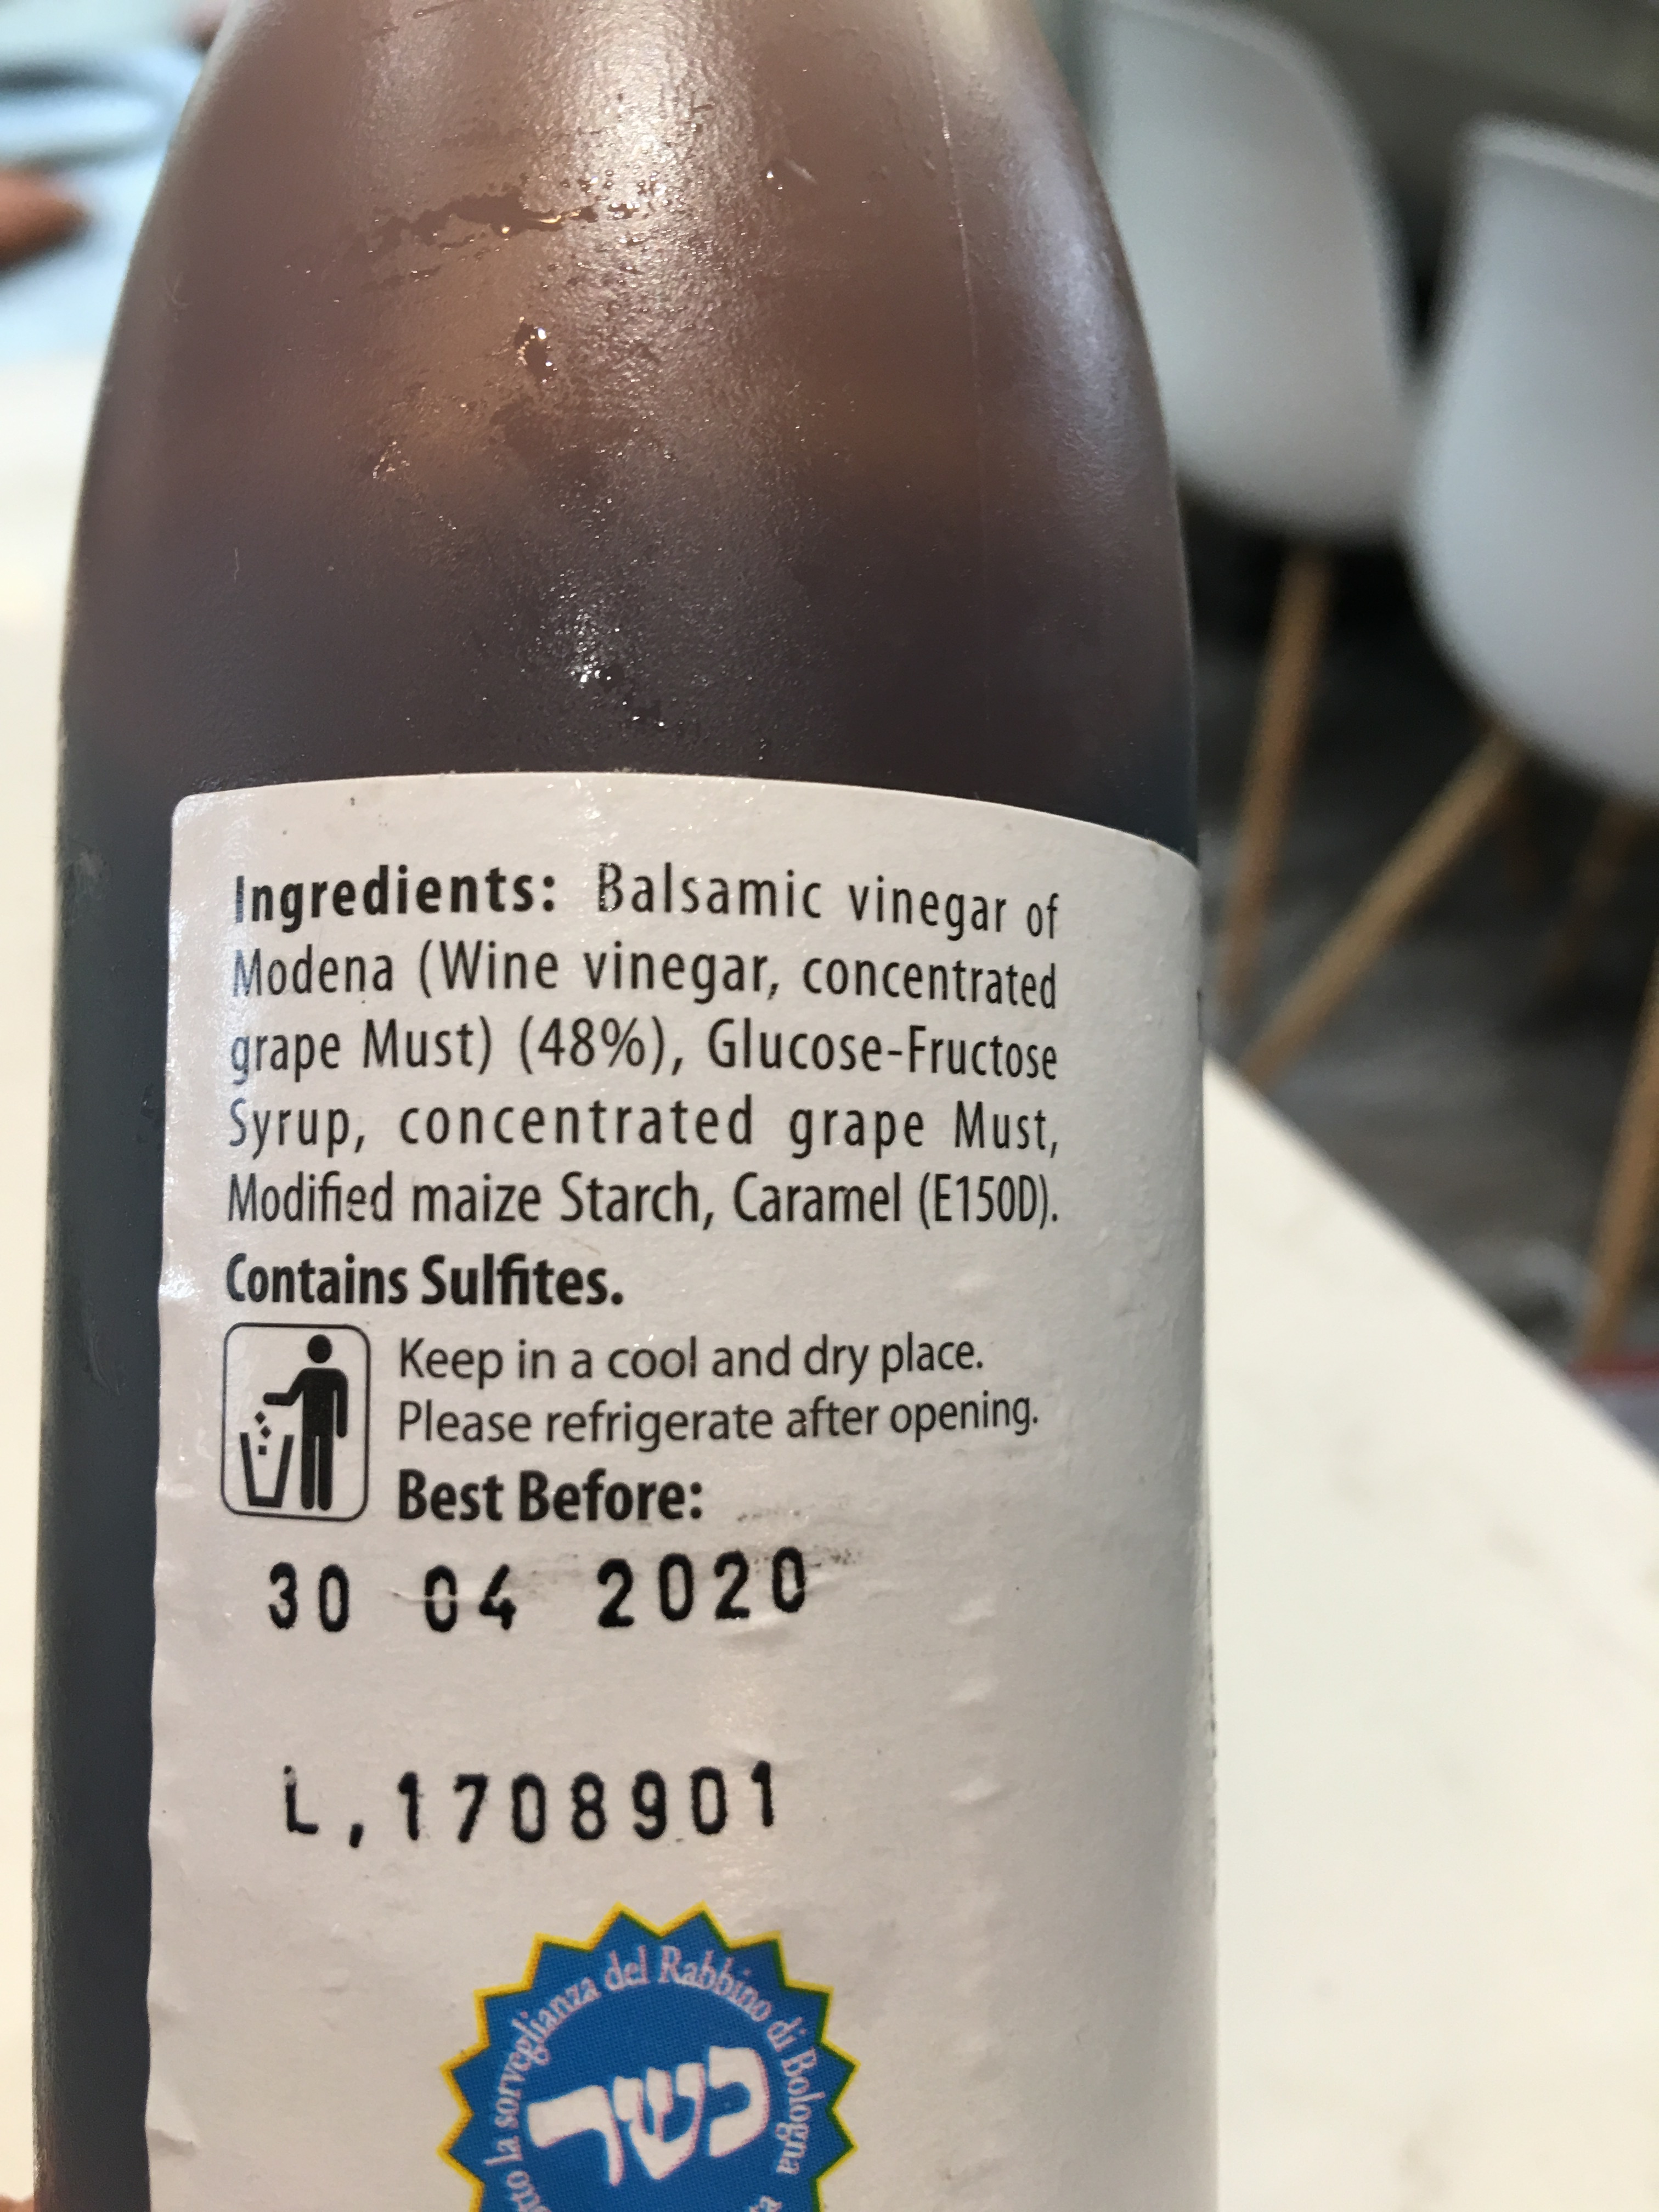 Ingredients: Balsamic vinegar of
Modena (Wine vinegar, concentrated
grape Must) (48%), Glucose-Fructose
Syrup, concentrated grape Must,
Modified maize Starch, Caramel (E150D).
Contains Sulfites.
Keep in a cool and dry place.
Please refrigerate after opening.
Best Before:
30 04 2020
L,1708901
la sorveglianza del Rabbino di Bologna
כשר